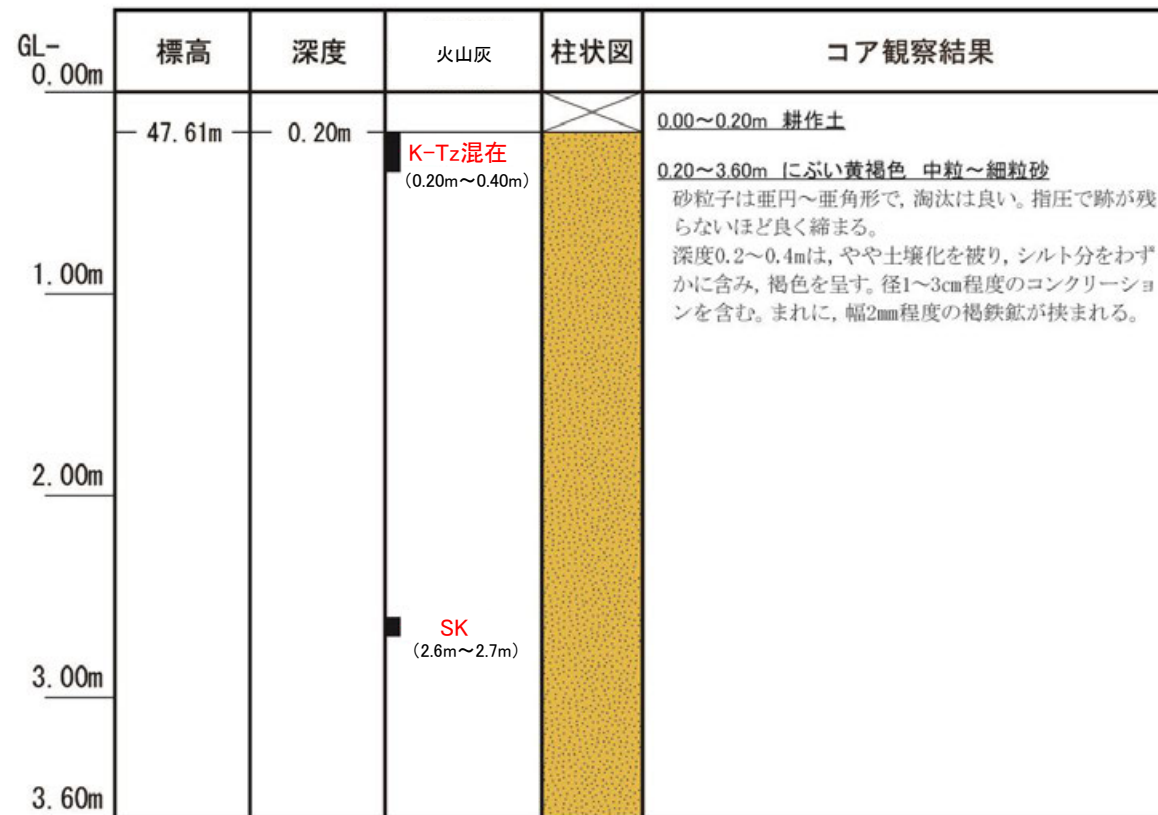 GL-
0.00m
標高
深度
火山灰
柱状図
コア観察結果
47.61m
0.20m
K-Tz混在
(0.20m～0.40m)
0.00～0.20m 耕作土
0.20～3.60m にぶい黄褐色 中粒～細粒砂
砂粒子は亜円～亜角形で, 淘汰は良い。指圧で跡が残
らないほど良く締まる。
深度0.2～0.4mは, やや土壌化を被り, シルト分をわず
かに含み, 褐色を呈す。径1～3㎝程度のコンクリーショ
ンを含む。まれに, 幅2㎜程度の褐鉄鉱が挟まれる。
1.00m
2.00m
SK
(2.6m～2.7m)
3.00m
3.60m